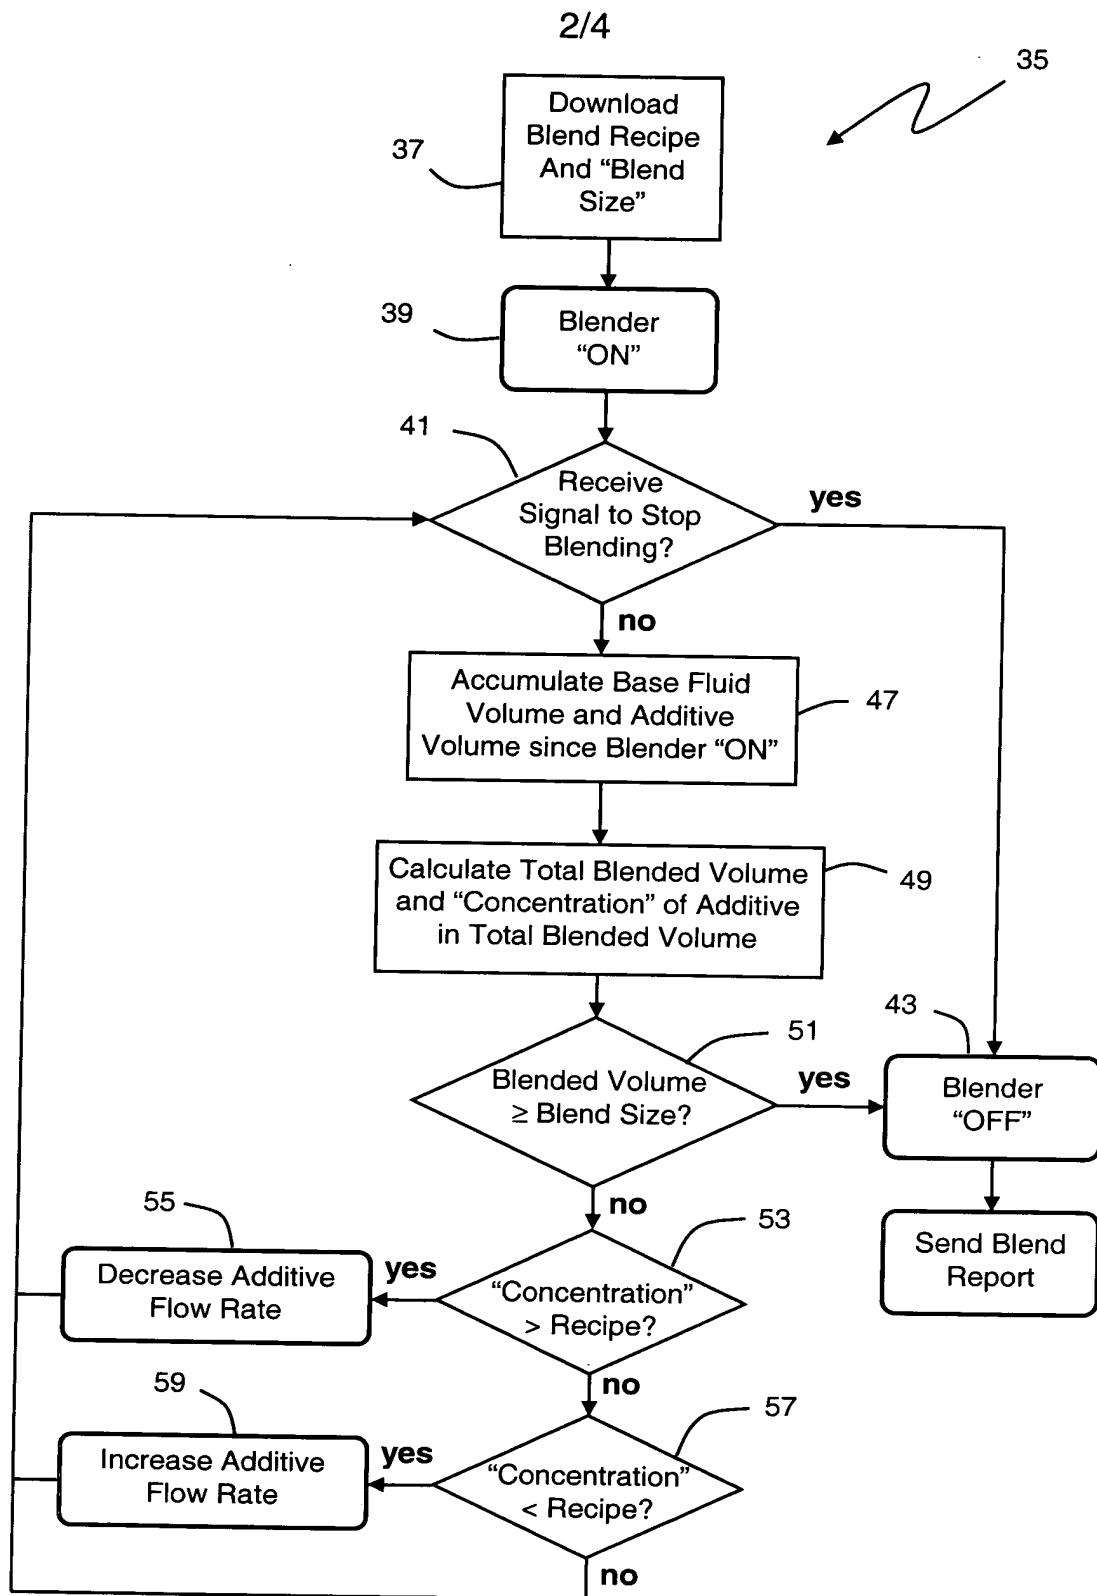 2/4
35
Download
Blend Recipe
And “Blend
Size”
37
Blender
“ON”
39
41
Receive
Signal to Stop
Blending?
yes
no
Accumulate Base Fluid
Volume and Additive
Volume since Blender “ON”
47
Calculate Total Blended Volume
and “Concentration” of Additive
in Total Blended Volume
49
Blended Volume
≥ Blend Size?
51
yes
43
Blender
“OFF”
no
Send Blend
Report
53
“Concentration”
> Recipe?
yes
55
Decrease Additive
Flow Rate
no
57
“Concentration”
< Recipe?
yes
59
Increase Additive
Flow Rate
no